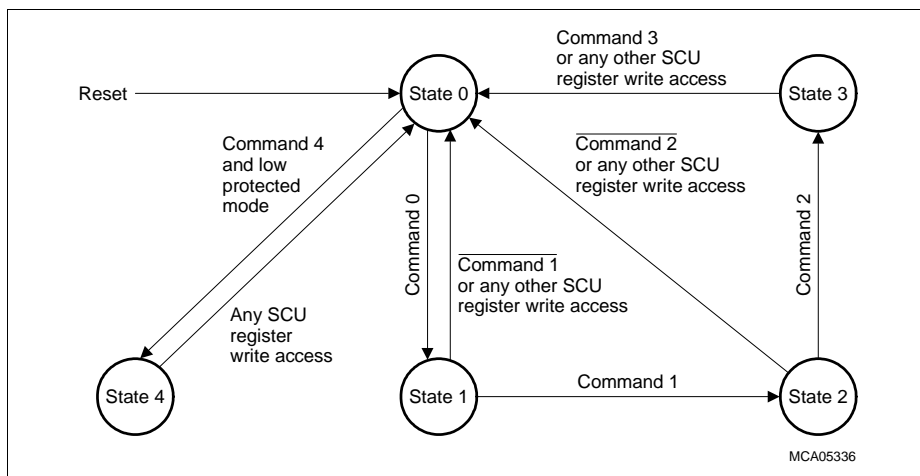 Command 3
or any other SCU
register write access
Reset
State 0
State 3
Command 4
and low
protected
mode
Command 2
or any other SCU
register write access
Command 0
Command 2
Command 1
or any other SCU
register write access
Any SCU
register
write access
State 4
State 1
Command 1
State 2
MCA05336